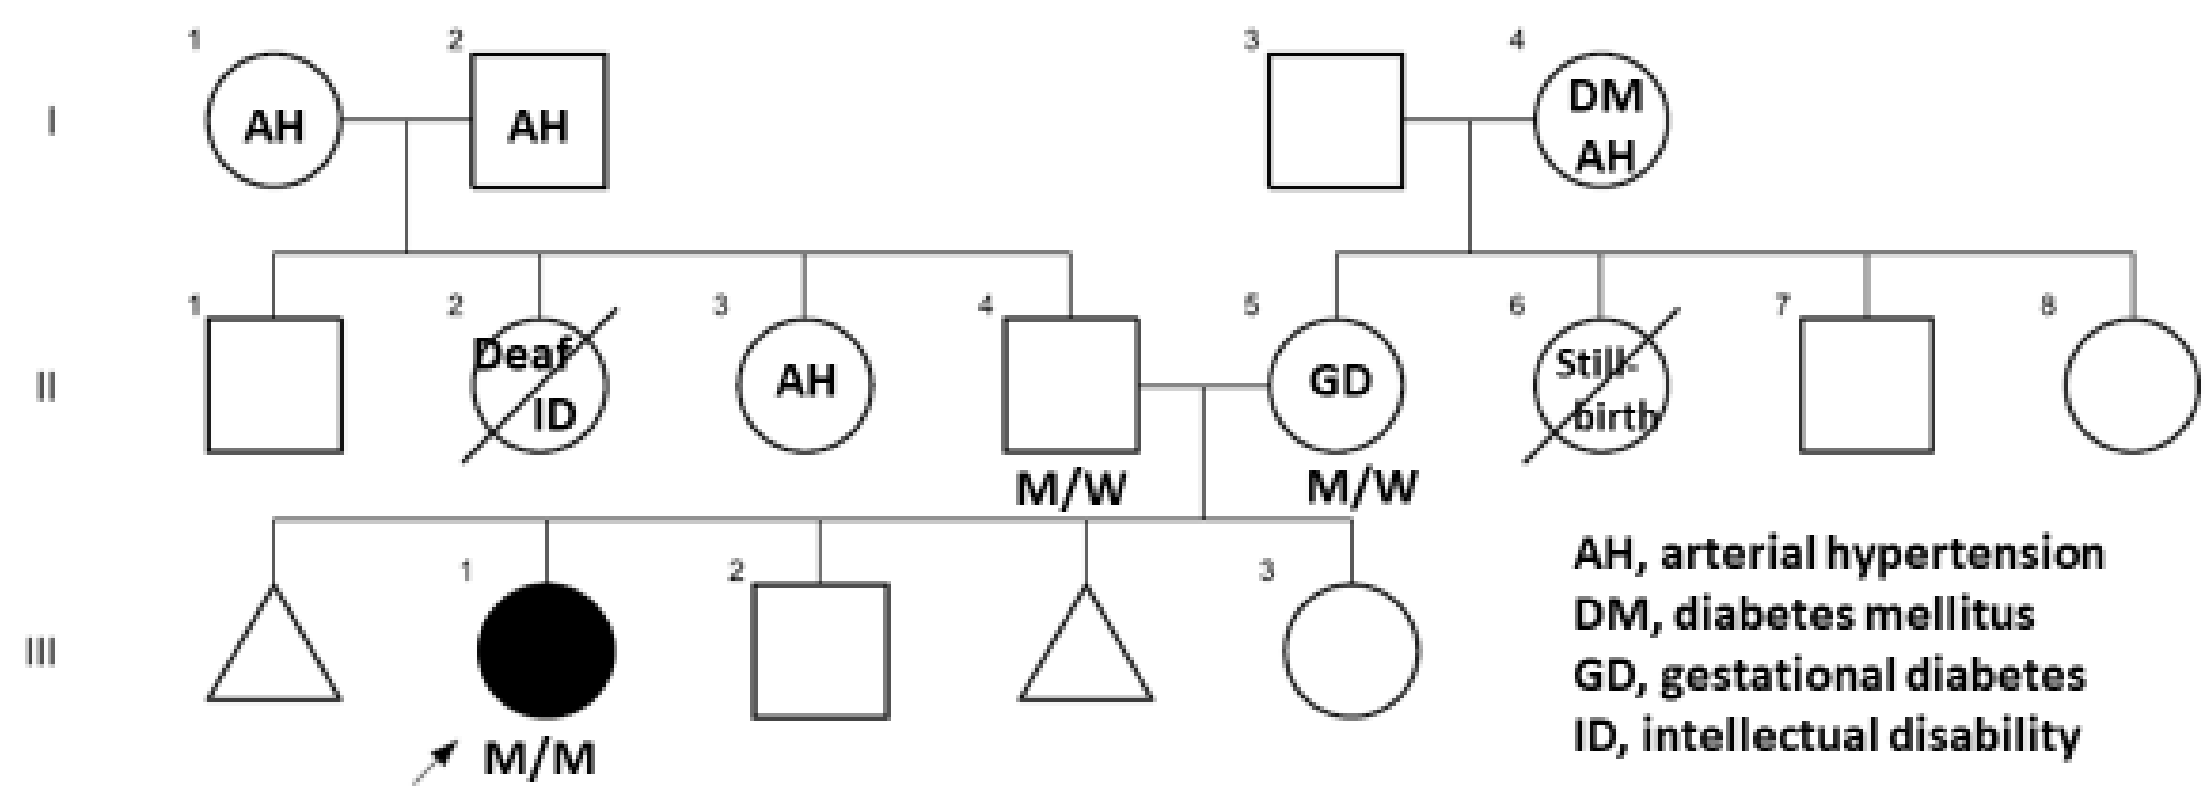 1 2 3 4
I AH AH DM
AH
1 2 3 4 5 6 7 8
II Deaf
ID AH GD Still-
birth
M/W M/W
1 2 3
III
M/M
AH, arterial hypertension
DM, diabetes mellitus
GD, gestational diabetes
ID, intellectual disability